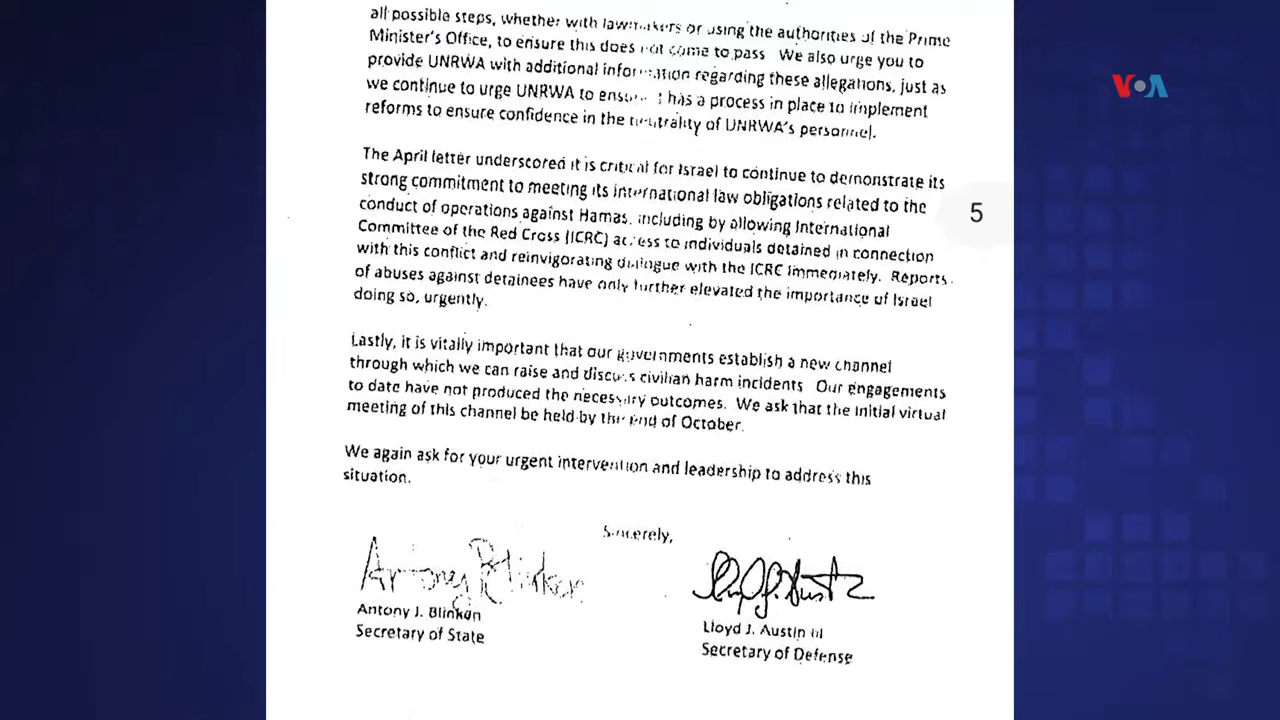 all possible steps, whether with lawmakers or using the authorities of the Prime
Minister's Office, to ensure this does not come to pass We also urge you to
provide UNRWA with additional information regarding these allegations, just as
we continue to urge UNRWA to ensure it has a process in place to implement
reforms to ensure confidence in the neutrality of UNRWA's personnel.
The April letter underscored it is critical for Israel to continue to demonstrate its
strong commitment to meeting its international law obligations related to the
conduct of operations against Hamas, including by allowing International
Committee of the Red Cross (ICRC) access to individuals detained in connection
with this conflict and reinvigorating dialogue with the ICRC immediately. Reports
of abuses against detainees have only further elevated the importance of Israel
doing so, urgently.
Lastly, it is vitally important that our governments establish a new channel
through which we can raise and discuss civilian harm incidents Our engagements
to date have not produced the necessary outcomes. We ask that the initial virtual
meeting of this channel be held by the end of October.
We again ask for your urgent intervention and leadership to address this
situation.
Sincerely,
Antony Blinken
Antony J. Blinken
Secretary of State
Lloyd J. Austin III
Secretary of Defense
5
VOA